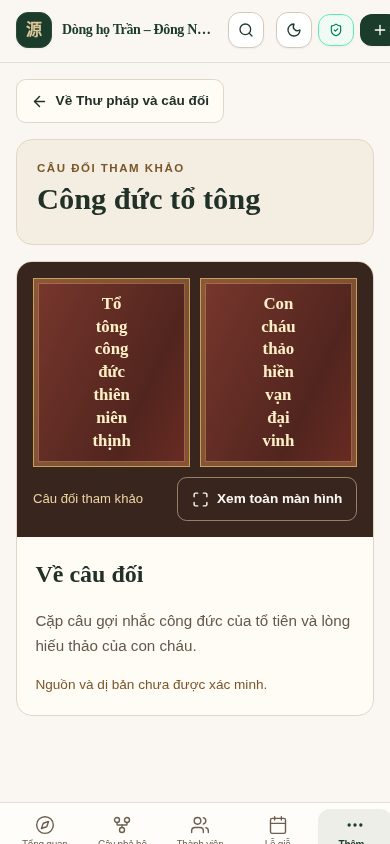 源
Dòng họ Trần – Đông N…
Về Thư pháp và câu đối
CÂU ĐỐI THAM KHẢO
Công đức tổ tông
Tổ
tông
công
đức
thiên
niên
thịnh
Con
cháu
thảo
hiền
vạn
đại
vinh
Câu đối tham khảo
Xem toàn màn hình
Về câu đối
Cặp câu gợi nhắc công đức của tổ tiên và lòng
hiếu thảo của con cháu.
Nguồn và dị bản chưa được xác minh.
Tổng quan
Cây phả hệ
Thành viên
Lễ giỗ
Thêm